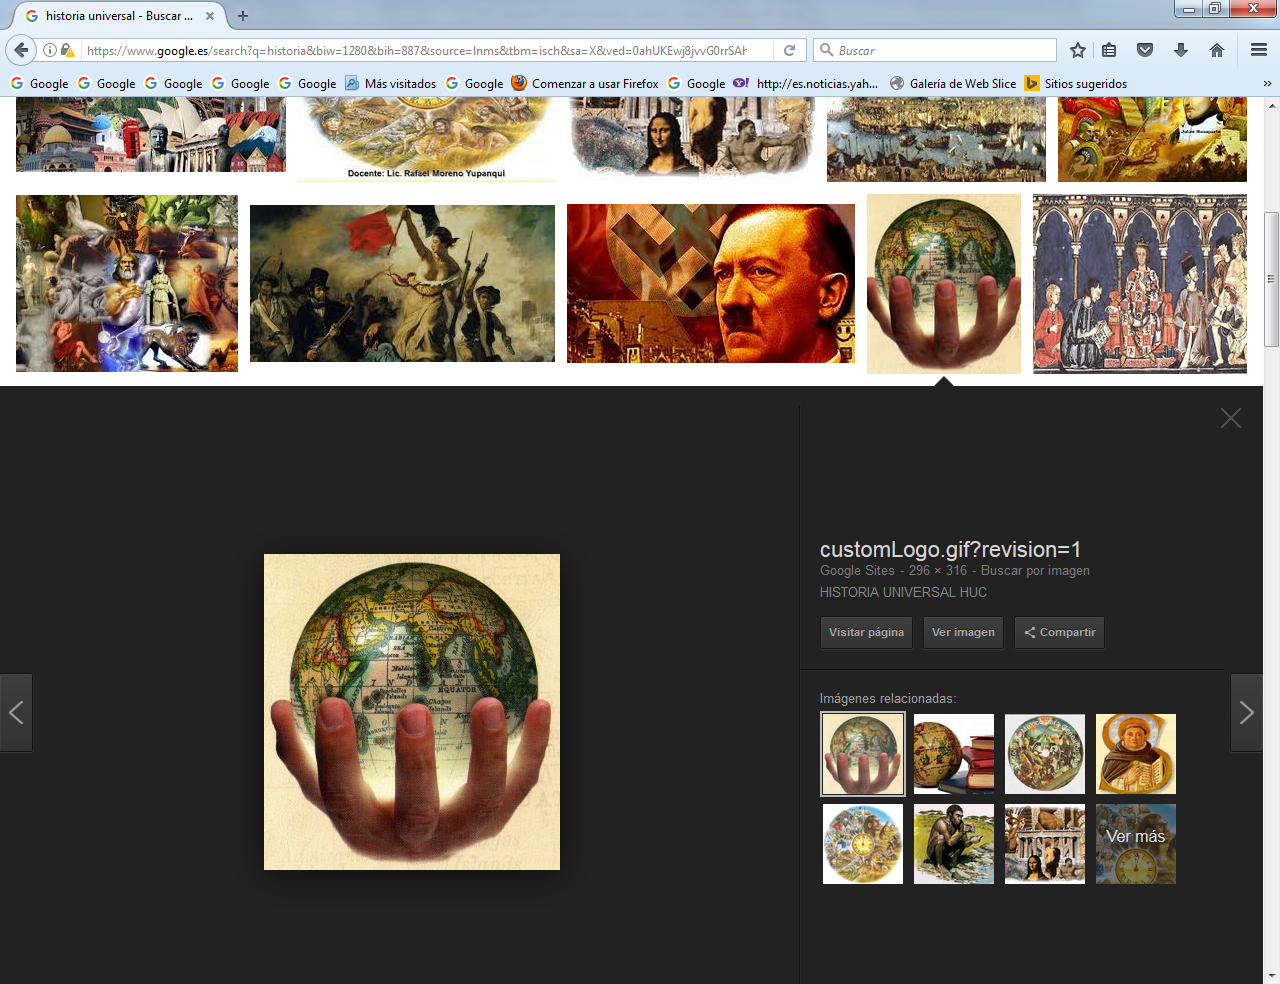 historia universal - Buscar ...
https://www.google.es/search?q=historia&biw=1280&bih=887&source=lnms&tbm=isch&sa=X&ved=0ahUKEwj8jvvG0rrSAh
Buscar
Google
Google
Google
Google
Google
Más visitados
Google
Comenzar a usar Firefox
Google
http://es.noticias.yah...
Galería de Web Slice
Sitios sugeridos
Docente: Lic. Rafael Moreno Yupanqui
customLogo.gif?revision=1
Google Sites - 296 × 316 - Buscar por imagen
HISTORIA UNIVERSAL HUC
Visitar página
Ver imagen
Compartir
EQUATOR
Imágenes relacionadas:
Ver más